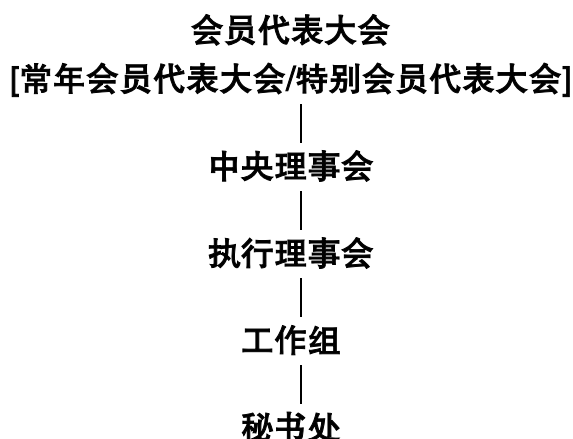 会员代表大会
[常年会员代表大会/特别会员代表大会]
中央理事会
执行理事会
工作组
秘书处